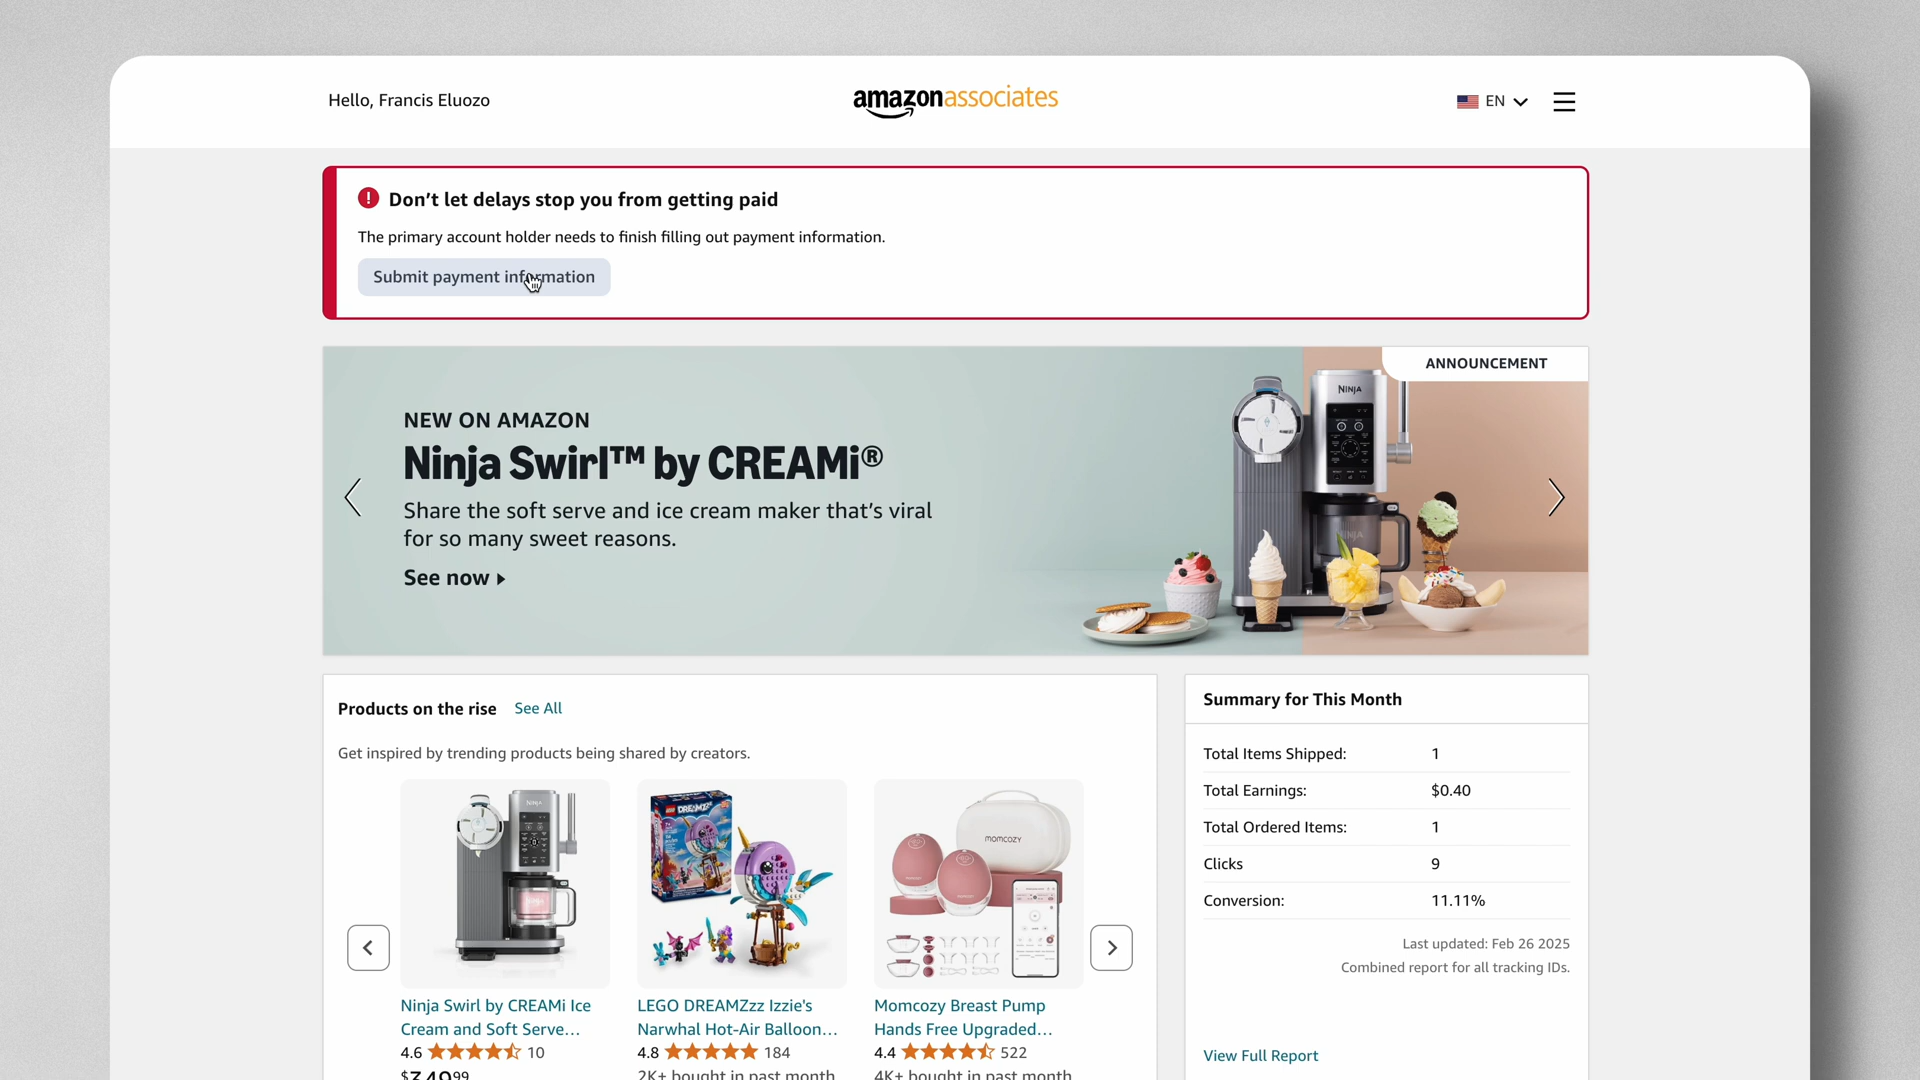 Hello, Francis Eluozo
amazonassociates
EN
Don't let delays stop you from getting paid
The primary account holder needs to finish filling out payment information.
Submit payment information
ANNOUNCEMENT
NEW ON AMAZON
Ninja Swirl™ by CREAMi®
Share the soft serve and ice cream maker that's viral
for so many sweet reasons.
See now
NINJA
NINJA
Products on the rise See All
Get inspired by trending products being shared by creators.
NINJA
LEGO DREAMZzz
MOMCOZY
Ninja Swirl by CREAMi Ice
Cream and Soft Serve...
4.6 10
$349.99
LEGO DREAMZzz Izzie's
Narwhal Hot-Air Balloon...
4.8 184
2K+ bought in past month
Momcozy Breast Pump
Hands Free Upgraded...
4.4 522
4K+ bought in past month
Summary for This Month
Total Items Shipped: 1
Total Earnings: $0.40
Total Ordered Items: 1
Clicks 9
Conversion: 11.11%
Last updated: Feb 26 2025
Combined report for all tracking IDs.
View Full Report